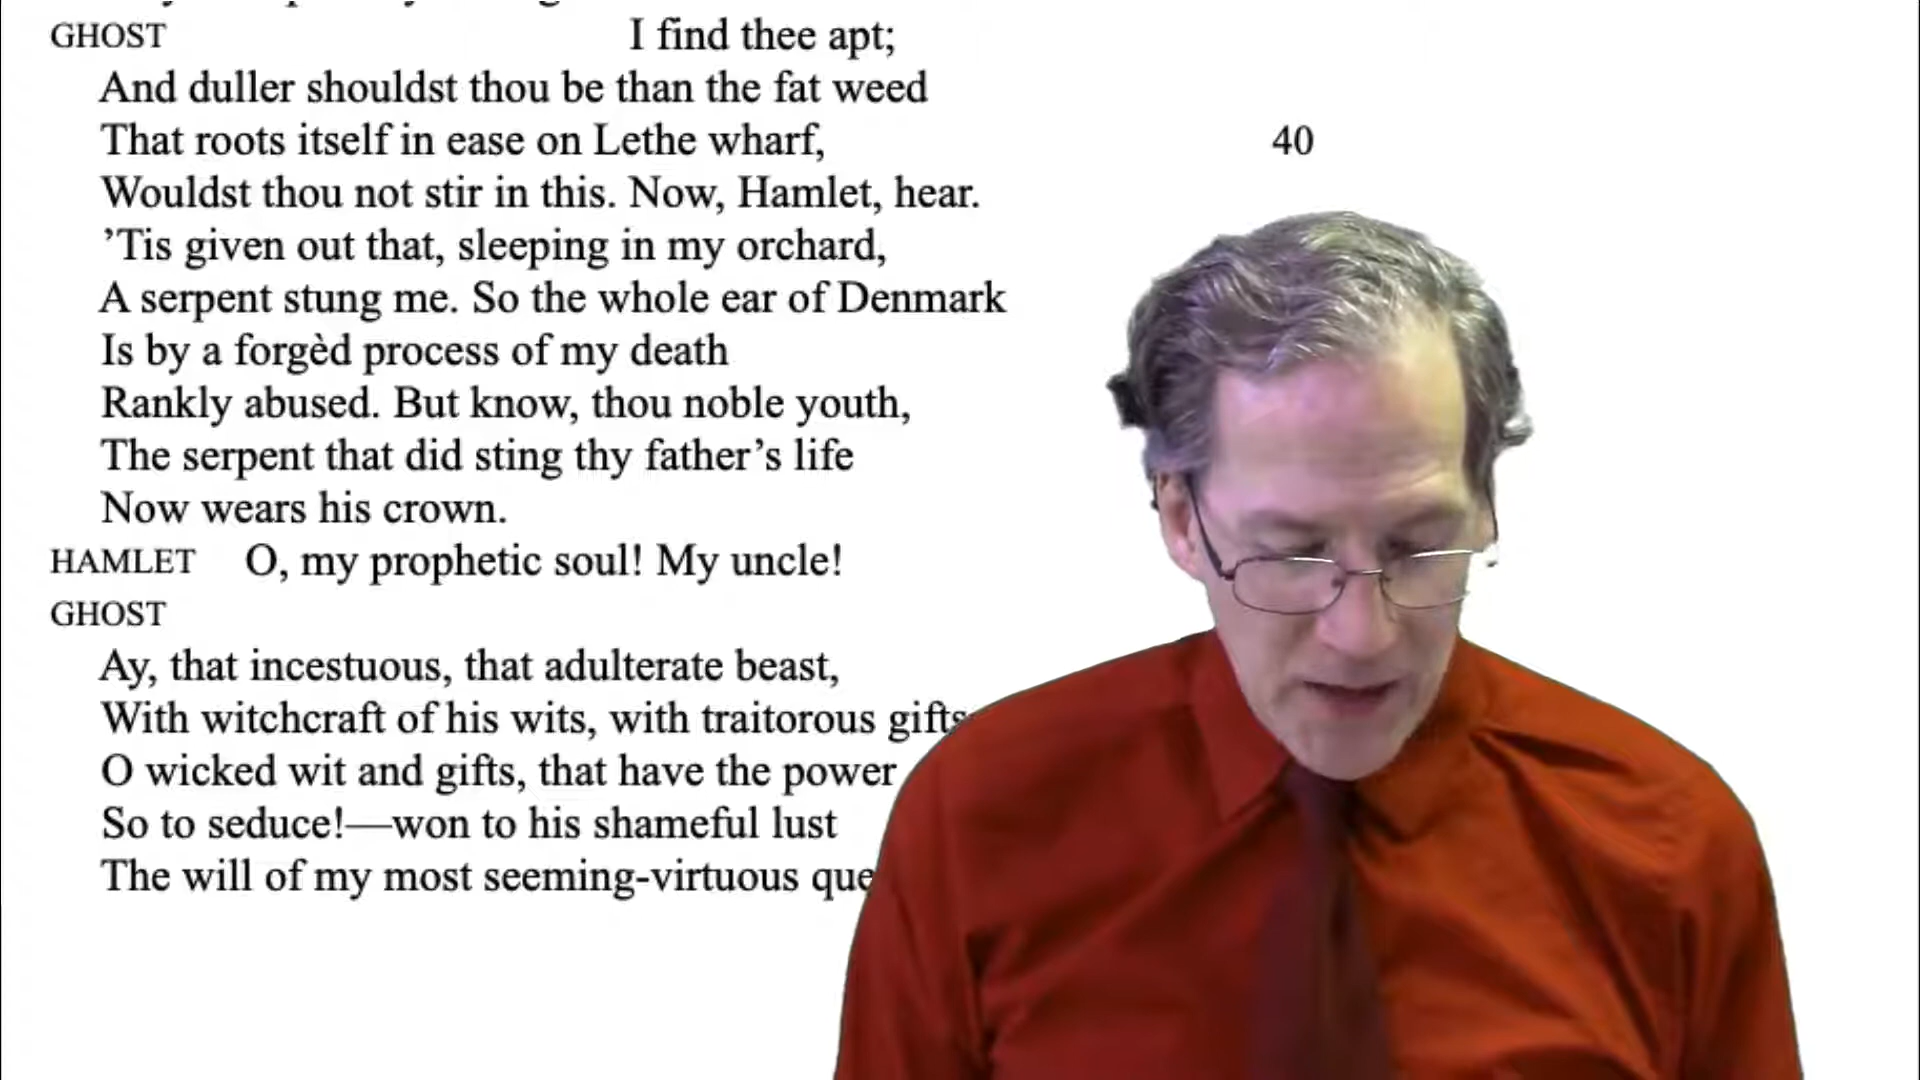 GHOST I find thee apt;
And duller shouldst thou be than the fat weed
That roots itself in ease on Lethe wharf, 40
Wouldst thou not stir in this. Now, Hamlet, hear.
’Tis given out that, sleeping in my orchard,
A serpent stung me. So the whole ear of Denmark
Is by a forgèd process of my death
Rankly abused. But know, thou noble youth,
The serpent that did sting thy father’s life
Now wears his crown.
HAMLET O, my prophetic soul! My uncle!
GHOST
Ay, that incestuous, that adulterate beast,
With witchcraft of his wits, with traitorous gifts
O wicked wit and gifts, that have the power
So to seduce!—won to his shameful lust
The will of my most seeming-virtuous que